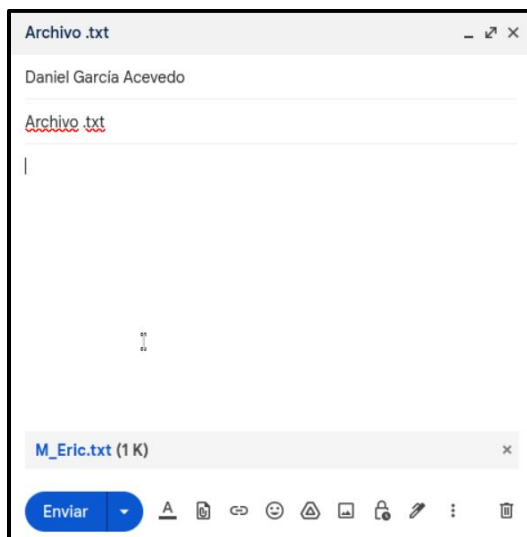 Archivo .txt
Daniel García Acevedo
Archivo .txt
M_Eric.txt (1 K)
Enviar